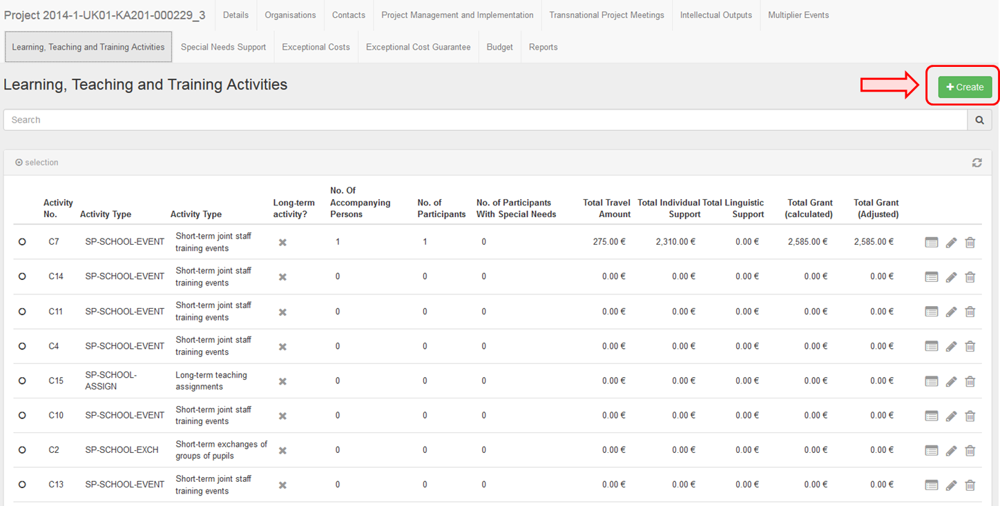 Project 2014-1-UK01-KA201-000229_3 Details Organisations Contacts Project Management and Implementation Transnational Project Meetings Intellectual Outputs Multiplier Events
Learning, Teaching and Training Activities Special Needs Support Exceptional Costs Exceptional Cost Guarantee Budget Reports
Learning, Teaching and Training Activities
+ Create
Search
selection
Activity No. Activity Type Activity Type Long-term activity? No. Of Accompanying Persons No. of Participants No. of Participants With Special Needs Total Travel Amount Total Individual Support Total Linguistic Support Total Grant (calculated) Total Grant (Adjusted)
C7 SP-SCHOOL-EVENT Short-term joint staff training events 1 1 0 275.00 € 2,310.00 € 0.00 € 2,585.00 € 2,585.00 €
C14 SP-SCHOOL-EVENT Short-term joint staff training events 0 0 0 0.00 € 0.00 € 0.00 € 0.00 € 0.00 €
C11 SP-SCHOOL-EVENT Short-term joint staff training events 0 0 0 0.00 € 0.00 € 0.00 € 0.00 € 0.00 €
C4 SP-SCHOOL-EVENT Short-term joint staff training events 0 0 0 0.00 € 0.00 € 0.00 € 0.00 € 0.00 €
C15 SP-SCHOOL-ASSIGN Long-term teaching assignments 0 0 0 0.00 € 0.00 € 0.00 € 0.00 € 0.00 €
C10 SP-SCHOOL-EVENT Short-term joint staff training events 0 0 0 0.00 € 0.00 € 0.00 € 0.00 € 0.00 €
C2 SP-SCHOOL-EXCH Short-term exchanges of groups of pupils 0 0 0 0.00 € 0.00 € 0.00 € 0.00 € 0.00 €
C13 SP-SCHOOL-EVENT Short-term joint staff training events 0 0 0 0.00 € 0.00 € 0.00 € 0.00 € 0.00 €